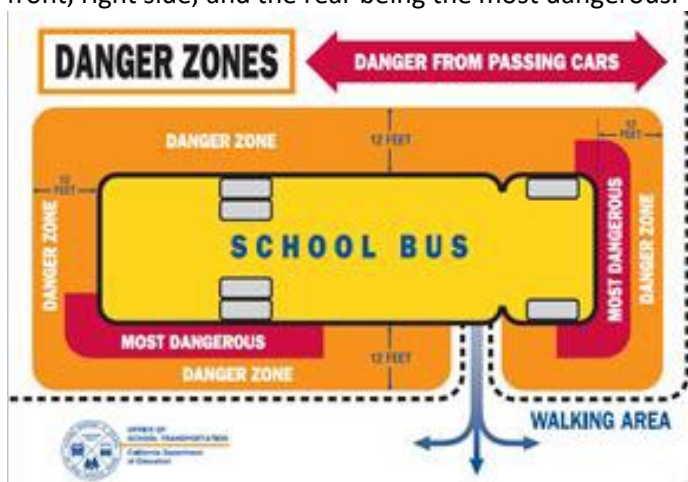 front, right side, and the rear being the most dangerous.
DANGER ZONES
DANGER FROM PASSING CARS
DANGER ZONE
12 FEET
12
FEET
12
FEET
DANGER ZONE
SCHOOL BUS
MOST DANGEROUS
DANGER ZONE
MOST DANGEROUS
DANGER ZONE
12 FEET
WALKING AREA
OFFICE OF
SCHOOL TRANSPORTATION
California Department
of Education